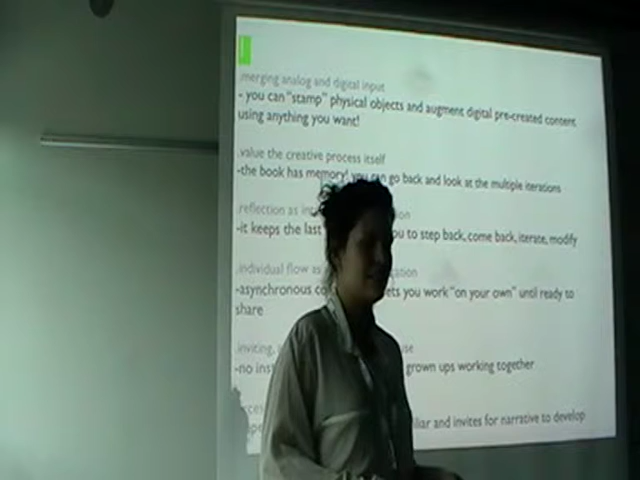 .merging analog and digital input
- you can "stamp" physical objects and augment digital pre-created content
using anything you want!
.value the creative process itself
-the book has memory! you can go back and look at the multiple iterations
.reflection as
-it keeps the last you to step back, come back, iterate, modify
.individual flow as
-asynchronous lets you work "on your own" until ready to
share
.inviting,
-no grown ups working together
and invites for narrative to develop